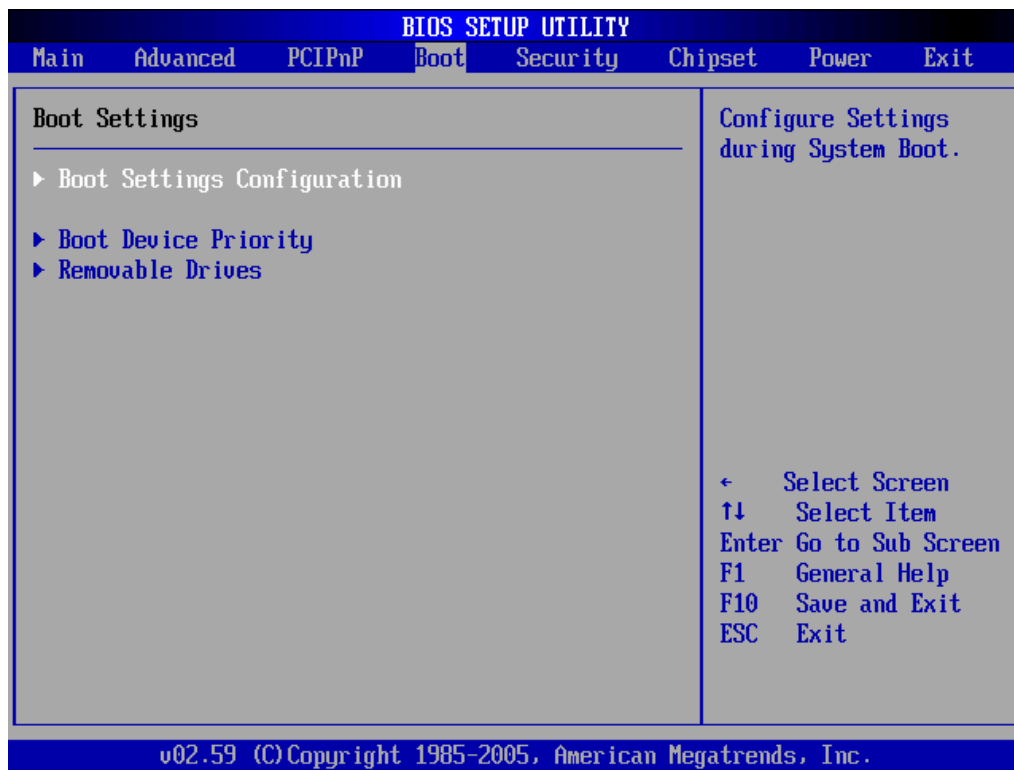 BIOS SETUP UTILITY
Main Advanced PCIPnP Boot Security Chipset Power Exit
Boot Settings
▶ Boot Settings Configuration
▶ Boot Device Priority
▶ Removable Drives
Configure Settings
during System Boot.
← Select Screen
↑↓ Select Item
Enter Go to Sub Screen
F1 General Help
F10 Save and Exit
ESC Exit
v02.59 (C)Copyright 1985-2005, American Megatrends, Inc.